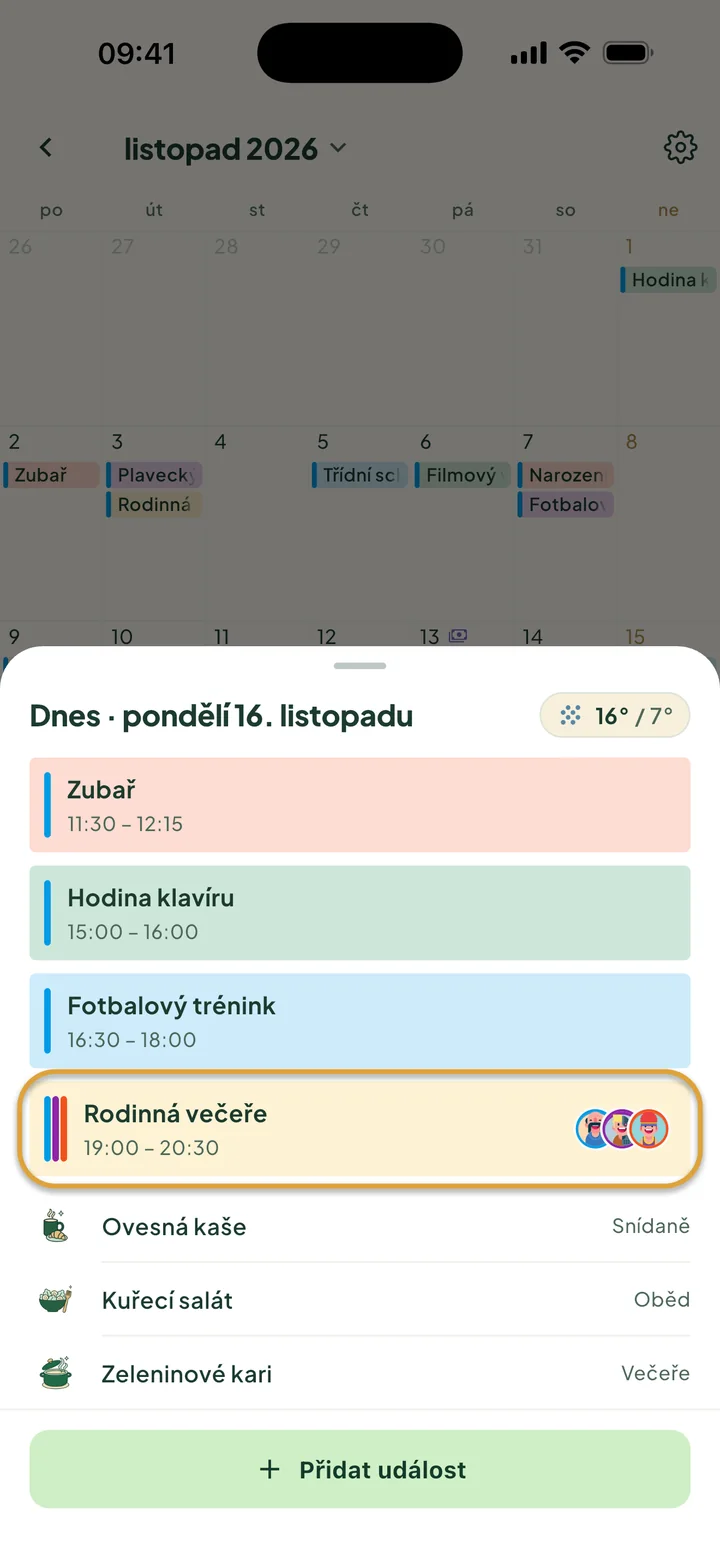 09:41
listopad 2026
po út st čt pá so ne
26 27 28 29 30 31 1
Hodina
2 3 4 5 6 7 8
Zubař Plaveck Třídní Filmový Narozen
Rodinná Fotbalov
9 10 11 12 13 14 15
Dnes · pondělí 16. listopadu
16° / 7°
Zubař
11:30 – 12:15
Hodina klavíru
15:00 – 16:00
Fotbalový trénink
16:30 – 18:00
Rodinná večeře
19:00 – 20:30
Ovesná kaše Snídaně
Kuřecí salát Oběd
Zeleninové kari Večeře
+ Přidat událost